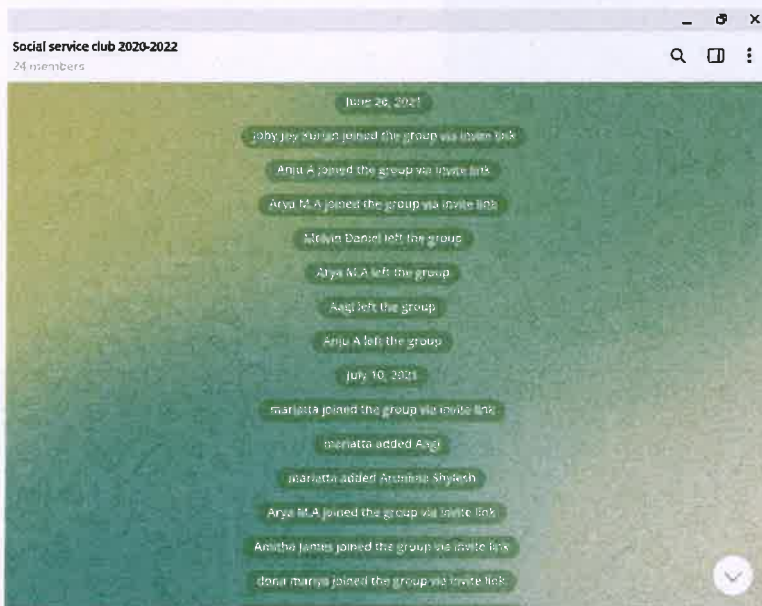 Social service club 2020-2022
24 members
June 26, 2021
Joby Joy Kurian joined the group via invite link
Anju A joined the group via invite link
Arya M.A joined the group via invite link
Melvin Daniel left the group
Arya M.A left the group
Aagi left the group
Anju A left the group
July 10, 2021
mariatta joined the group via invite link
mariatta added Aagi
mariatta added Shylesh
Arya M.A joined the group via invite link
Amitha James joined the group via invite link
dona mariya joined the group via invite link